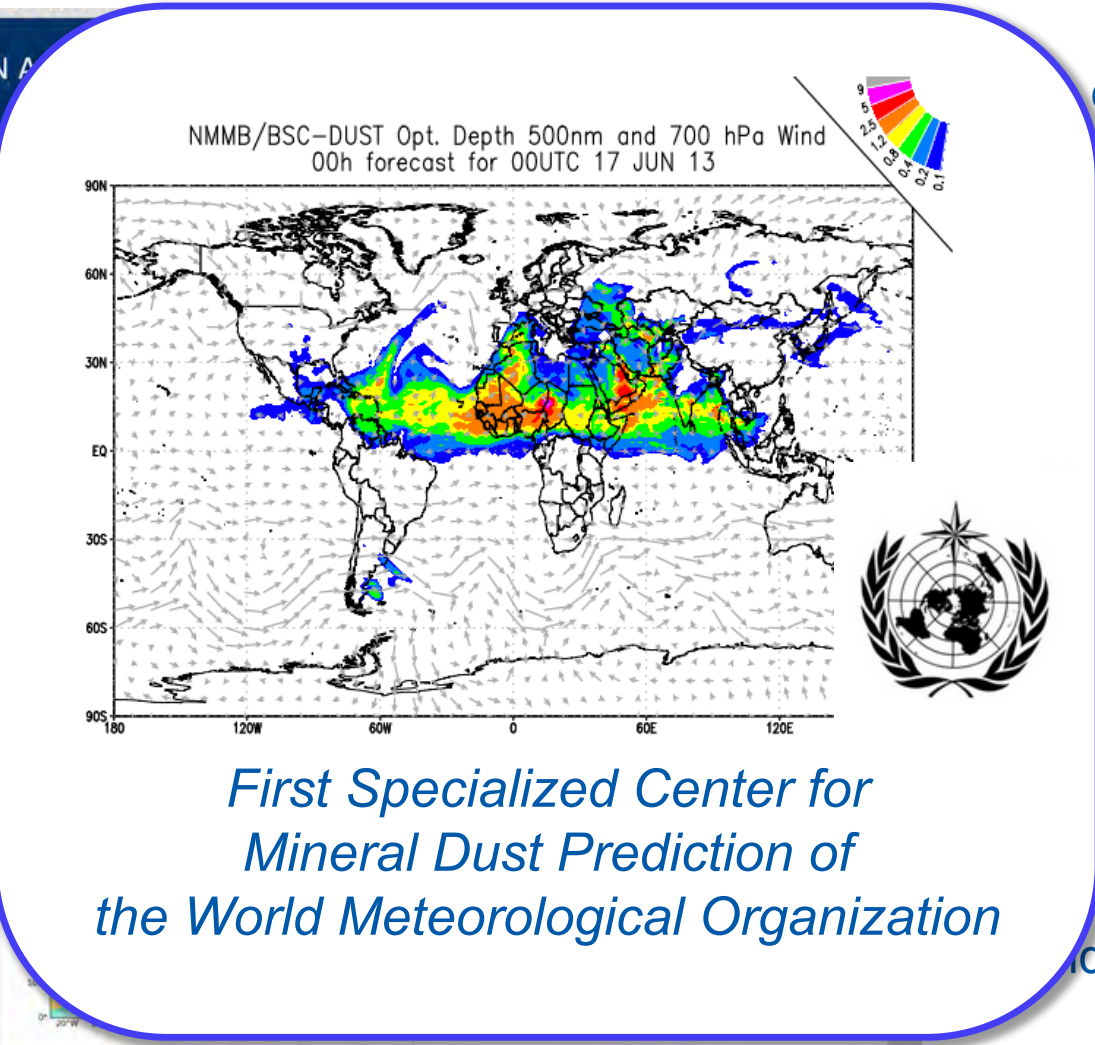 N A
NMMB/BSC-DUST Opt. Depth 500nm and 700 hPa Wind
00h forecast for 00UTC 17 JUN 13
9
5
2.5
1.2
0.8
0.4
0.2
0.1
90N
60N
30N
EQ
30S
60S
90S
180
120W
60W
0
60E
120E
First Specialized Center for
Mineral Dust Prediction of
the World Meteorological Organization
0°
20°W